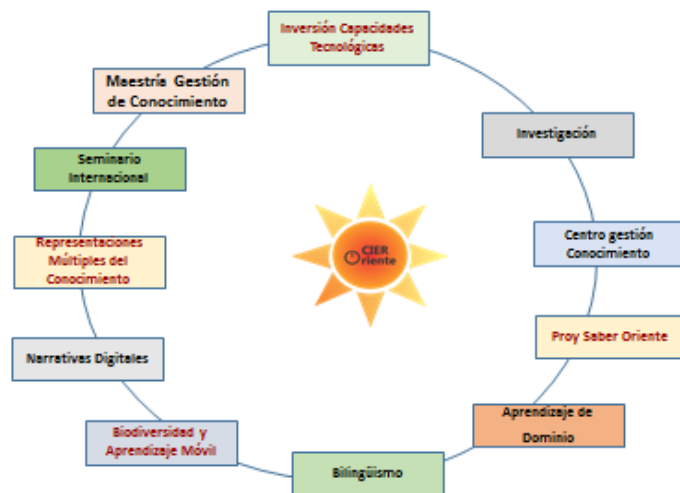 Inversión Capacidades
Tecnológicas
Investigación
Centro gestión
Conocimiento
Proy Saber Oriente
Aprendizaje de
Dominio
Bilingüismo
Biodiversidad y
Aprendizaje Móvil
Narrativas Digitales
Representaciones
Múltiples del
Conocimiento
Seminario
Internacional
Maestría Gestión
de Conocimiento
CIER
Oriente